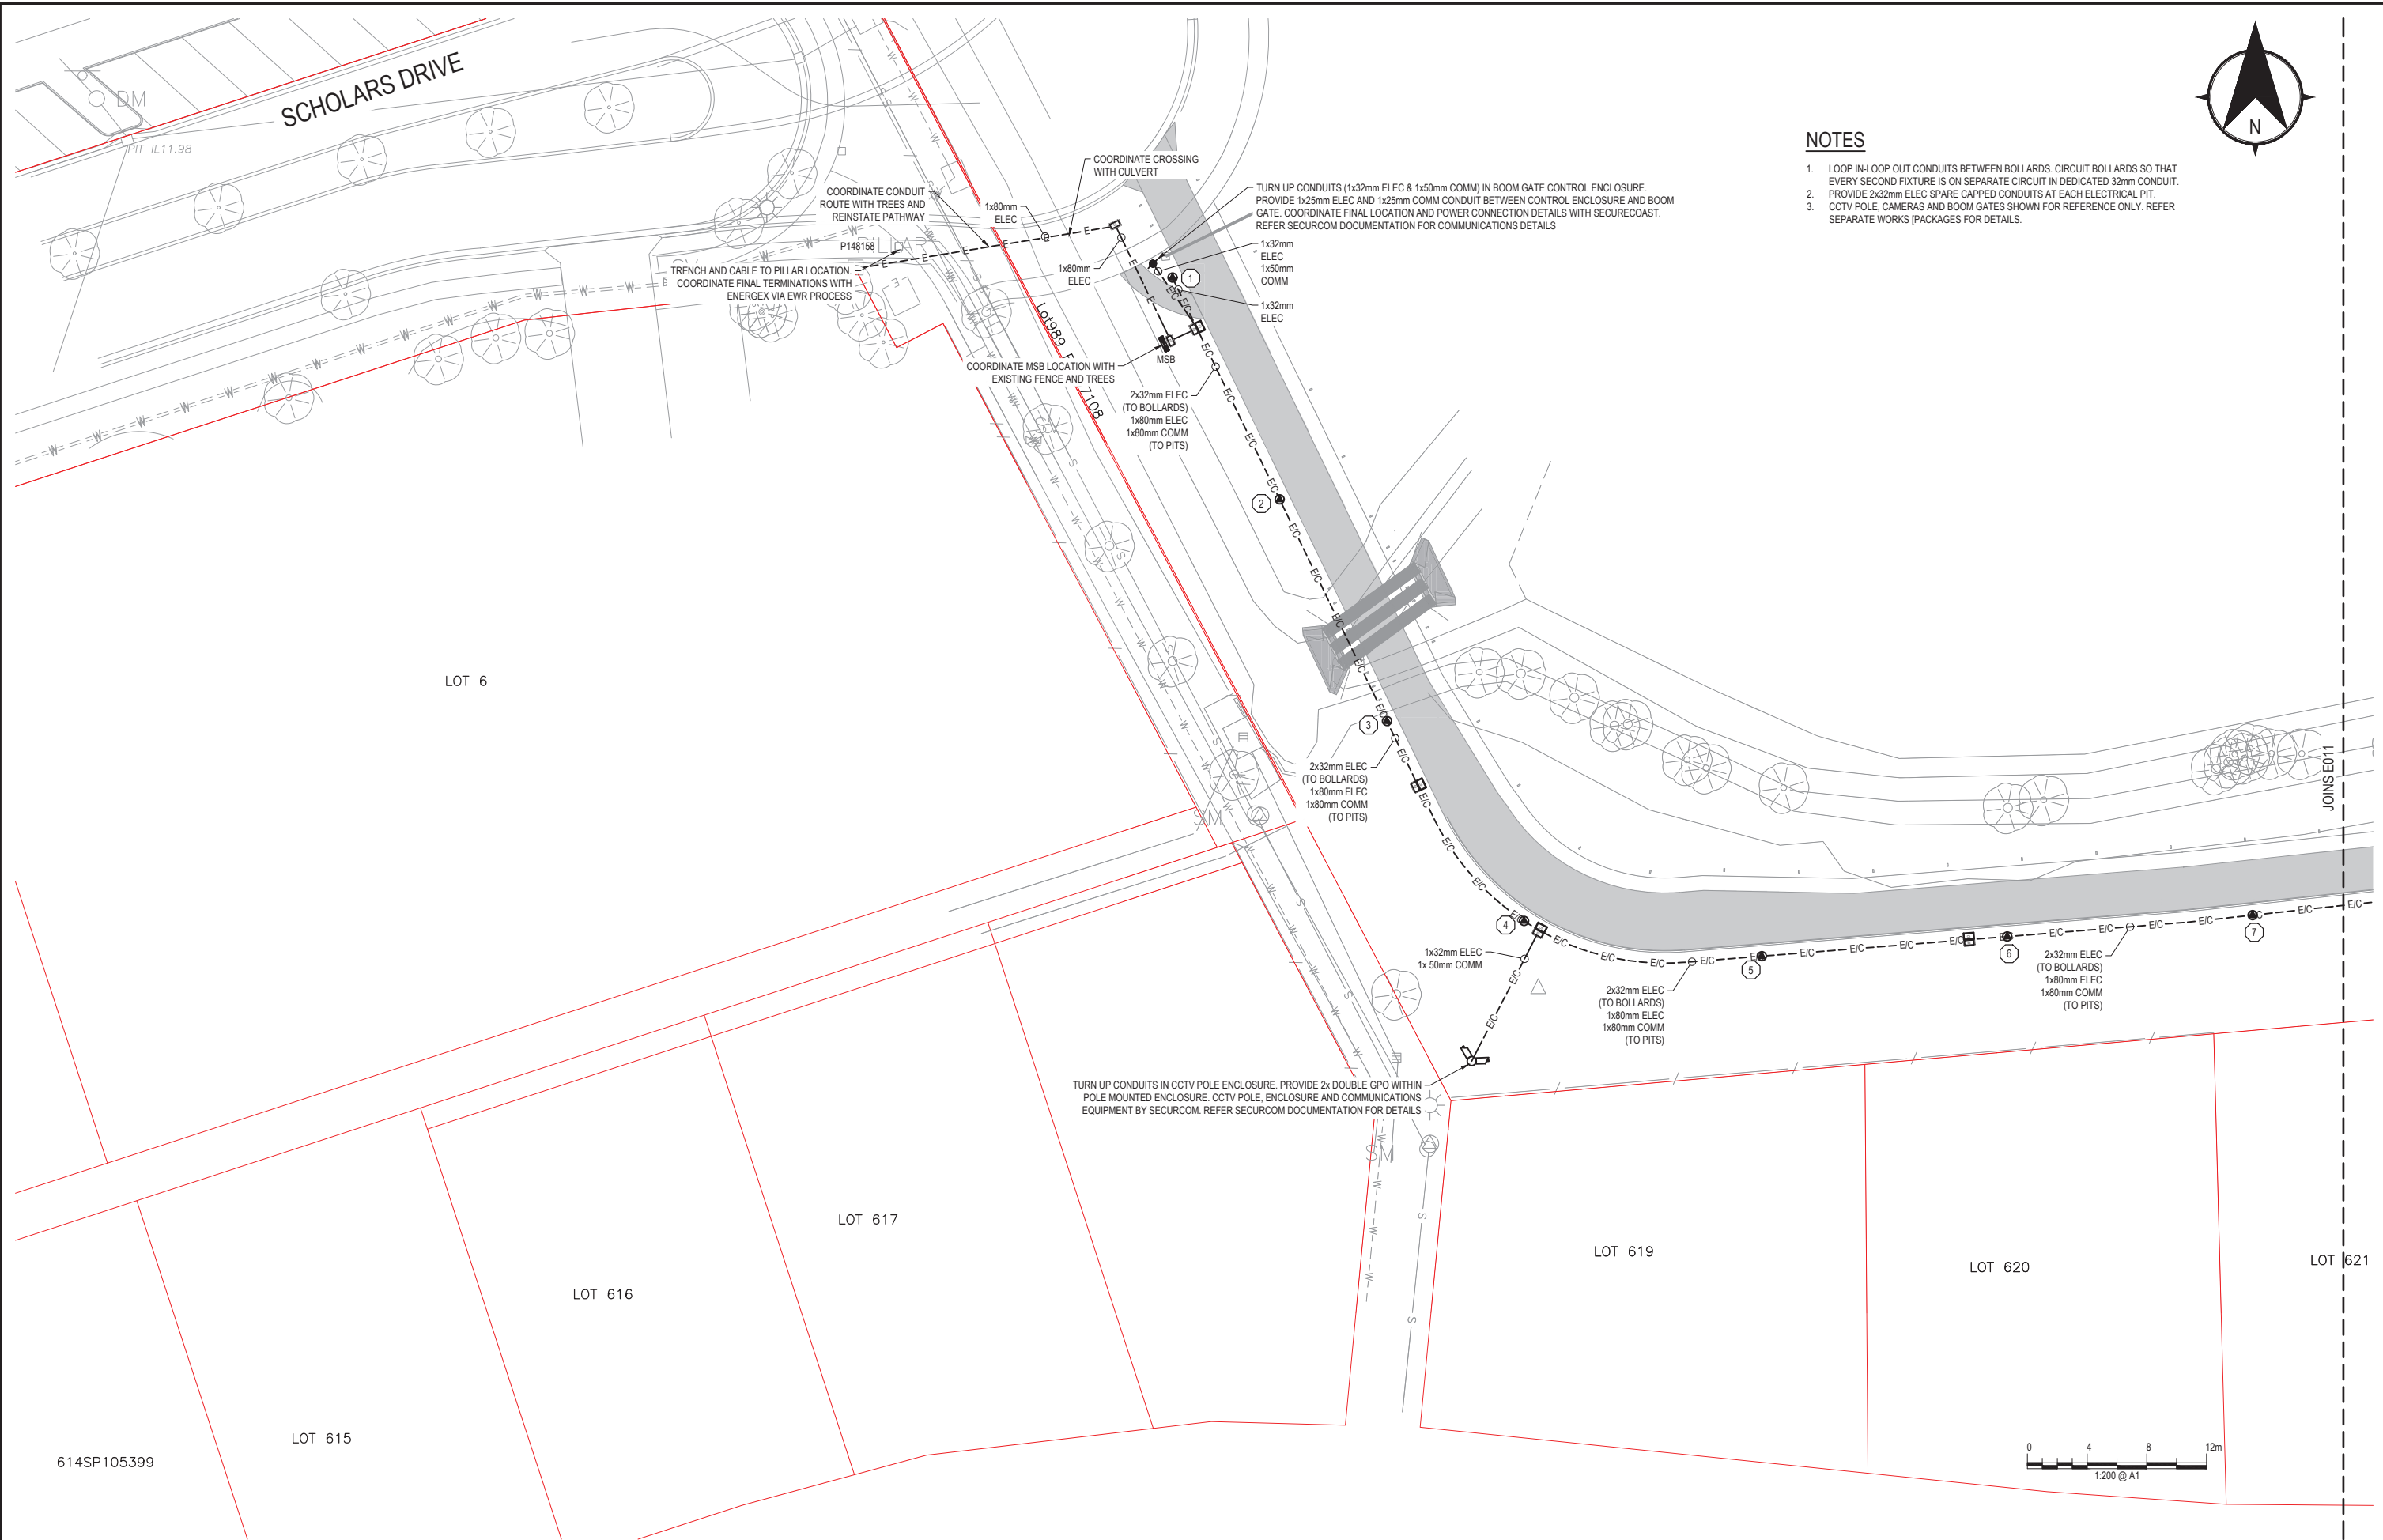 SCHOLARS DRIVE
DM
PIT IL11.98
N
NOTES
1. LOOP IN-LOOP OUT CONDUITS BETWEEN BOLLARDS. CIRCUIT BOLLARDS SO THAT
EVERY SECOND FIXTURE IS ON SEPARATE CIRCUIT IN DEDICATED 32mm CONDUIT.
2. PROVIDE 2x32mm ELEC SPARE CAPPED CONDUITS AT EACH ELECTRICAL PIT.
3. CCTV POLE, CAMERAS AND BOOM GATES SHOWN FOR REFERENCE ONLY. REFER
SEPARATE WORKS [PACKAGES FOR DETAILS.
COORDINATE CROSSING
WITH CULVERT
COORDINATE CONDUIT
ROUTE WITH TREES AND
REINSTATE PATHWAY
1x80mm
ELEC
TURN UP CONDUITS (1x32mm ELEC & 1x50mm COMM) IN BOOM GATE CONTROL ENCLOSURE.
PROVIDE 1x25mm ELEC AND 1x25mm COMM CONDUIT BETWEEN CONTROL ENCLOSURE AND BOOM
GATE. COORDINATE FINAL LOCATION AND POWER CONNECTION DETAILS WITH SECURECOAST.
REFER SECURCOM DOCUMENTATION FOR COMMUNICATIONS DETAILS
P148158
TRENCH AND CABLE TO PILLAR LOCATION.
COORDINATE FINAL TERMINATIONS WITH
ENERGEX VIA EWR PROCESS
1x80mm
ELEC
1x32mm
ELEC
1x50mm
COMM
1
1x32mm
ELEC
MSB
COORDINATE MSB LOCATION WITH
EXISTING FENCE AND TREES
Lot989
7108
2x32mm ELEC
(TO BOLLARDS)
1x80mm ELEC
1x80mm COMM
(TO PITS)
2
LOT 6
3
2x32mm ELEC
(TO BOLLARDS)
1x80mm ELEC
1x80mm COMM
(TO PITS)
JOINS E011
SM
4
1x32mm ELEC
1x 50mm COMM
5
2x32mm ELEC
(TO BOLLARDS)
1x80mm ELEC
1x80mm COMM
(TO PITS)
6
2x32mm ELEC
(TO BOLLARDS)
1x80mm ELEC
1x80mm COMM
(TO PITS)
7
TURN UP CONDUITS IN CCTV POLE ENCLOSURE. PROVIDE 2x DOUBLE GPO WITHIN
POLE MOUNTED ENCLOSURE. CCTV POLE, ENCLOSURE AND COMMUNICATIONS
EQUIPMENT BY SECURCOM. REFER SECURCOM DOCUMENTATION FOR DETAILS
SM
LOT 617
LOT 619
LOT 620
LOT 621
LOT 616
LOT 615
614SP105399
0 4 8 12m
1:200 @ A1